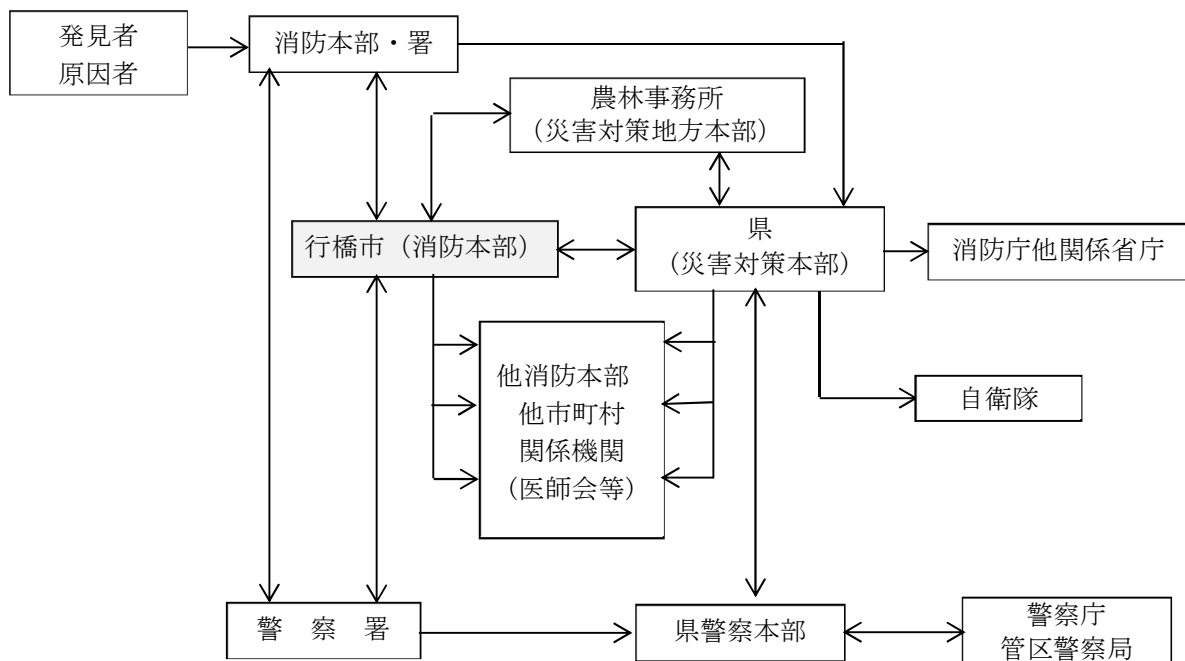 発見者
原因者
消防本部・署
農林事務所
（災害対策地方本部）
行橋市（消防本部）
県
（災害対策本部）
消防庁他関係省庁
他消防本部
他市町村
関係機関
（医師会等）
自衛隊
警　察　署
県警察本部
警察庁
管区警察局